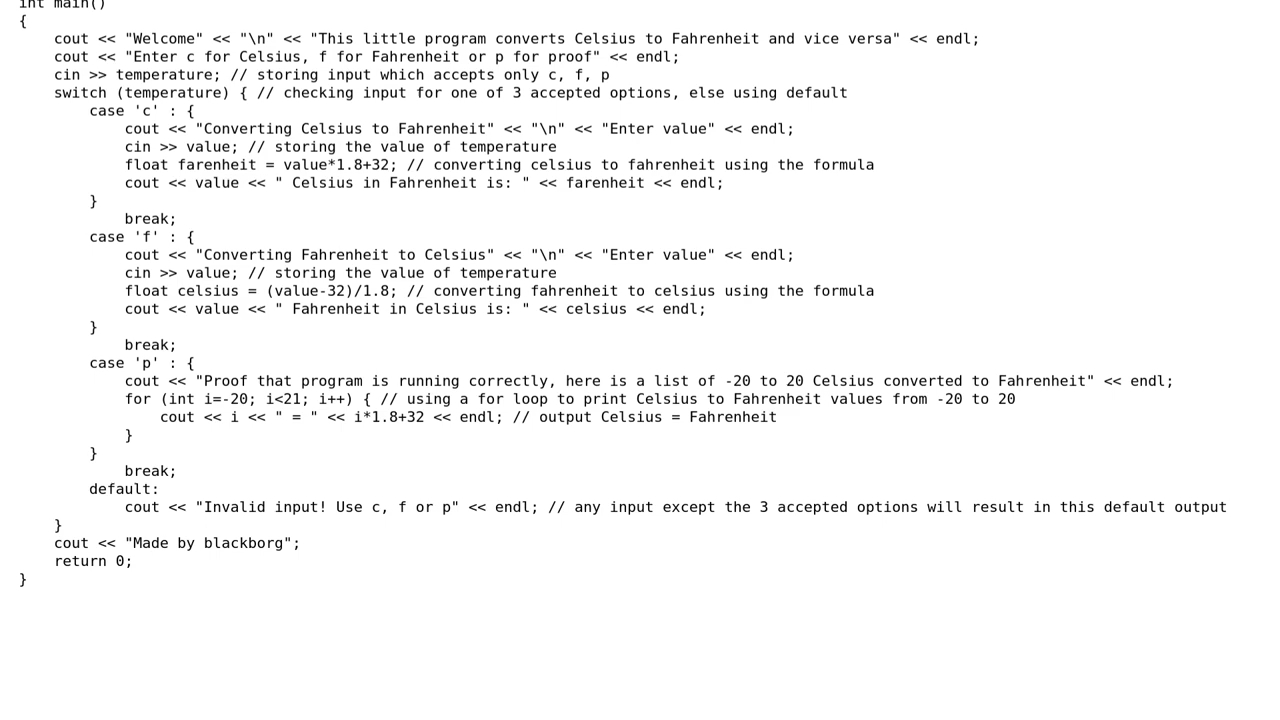 int main()
{
    cout << "Welcome" << "\n" << "This little program converts Celsius to Fahrenheit and vice versa" << endl;
    cout << "Enter c for Celsius, f for Fahrenheit or p for proof" << endl;
    cin >> temperature; // storing input which accepts only c, f, p
    switch (temperature) { // checking input for one of 3 accepted options, else using default
        case 'c' : {
            cout << "Converting Celsius to Fahrenheit" << "\n" << "Enter value" << endl;
            cin >> value; // storing the value of temperature
            float farenheit = value*1.8+32; // converting celsius to fahrenheit using the formula
            cout << value << " Celsius in Fahrenheit is: " << farenheit << endl;
        }
            break;
        case 'f' : {
            cout << "Converting Fahrenheit to Celsius" << "\n" << "Enter value" << endl;
            cin >> value; // storing the value of temperature
            float celsius = (value-32)/1.8; // converting fahrenheit to celsius using the formula
            cout << value << " Fahrenheit in Celsius is: " << celsius << endl;
        }
            break;
        case 'p' : {
            cout << "Proof that program is running correctly, here is a list of -20 to 20 Celsius converted to Fahrenheit" << endl;
            for (int i=-20; i<21; i++) { // using a for loop to print Celsius to Fahrenheit values from -20 to 20
                cout << i << " = " << i*1.8+32 << endl; // output Celsius = Fahrenheit
            }
        }
            break;
        default:
            cout << "Invalid input! Use c, f or p" << endl; // any input except the 3 accepted options will result in this default output
    }
    cout << "Made by blackborg";
    return 0;
}